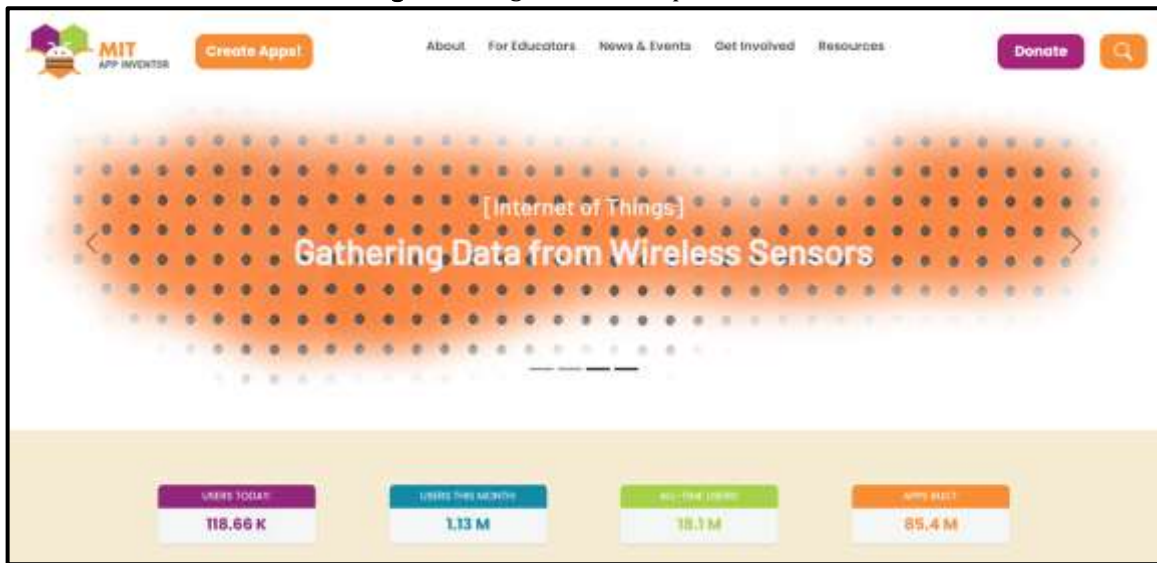 MIT
APP INVENTOR
Create Apps!
About For Educators News & Events Get Involved Resources
Donate
[Internet of Things]
Gathering Data from Wireless Sensors
USERS TODAY:
118.66 K
USERS THIS MONTH:
1.13 M
ALL-TIME USERS:
18.1 M
APPS BUILT:
85.4 M